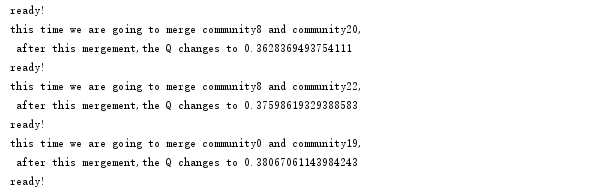 ready!
this time we are going to merge community8 and community20,
after this mergement,the Q changes to 0.3628369493754111
ready!
this time we are going to merge community8 and community22,
after this mergement,the Q changes to 0.37598619329388583
ready!
this time we are going to merge community0 and community19,
after this mergement,the Q changes to 0.38067061143984243
ready!